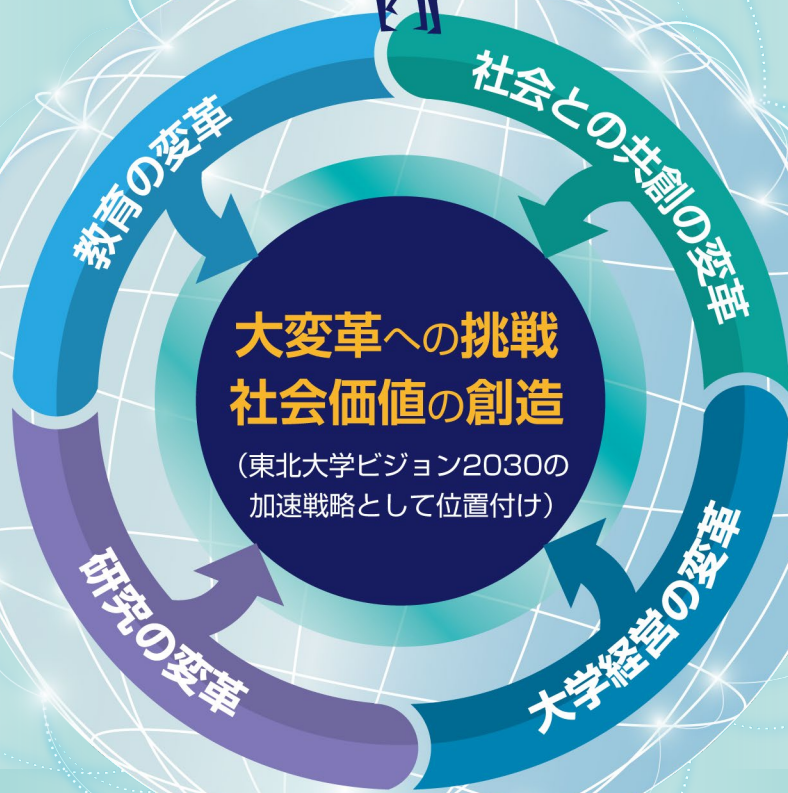 教育の変革
社会との共創の変革
大変革への挑戦
社会価値の創造
（東北大学ビジョン2030の
加速戦略として位置付け）
研究の変革
大学経営の変革